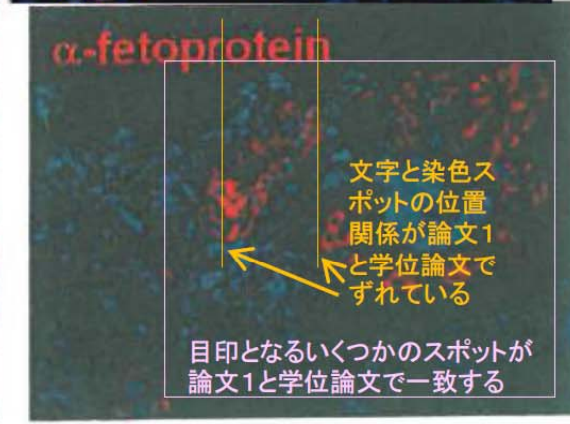 α-fetoprotein
文字と染色ス
ポットの位置
関係が論文1
と学位論文で
ずれている
目印となるいくつかのスポットが
論文1と学位論文で一致する